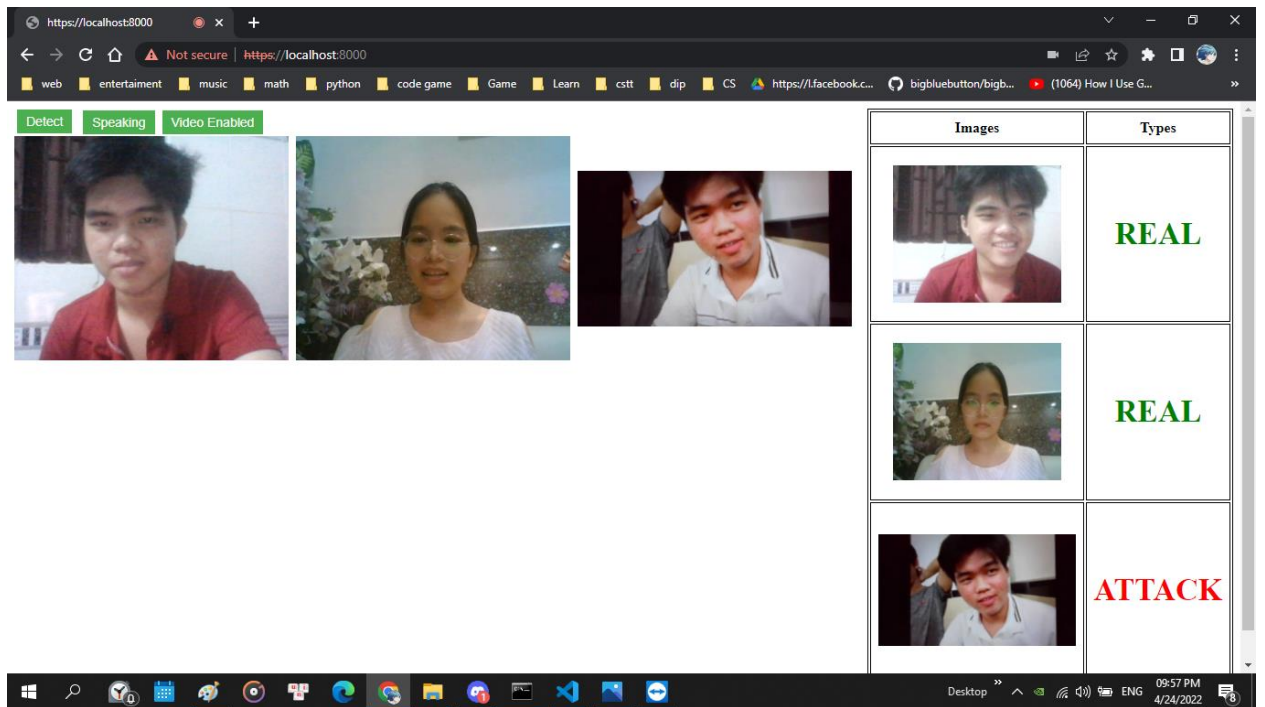 https://localhost:8000
Not secure https://localhost:8000
web entertaiment music math python code game Game Learn cstt dip CS https://l.facebook.c... bigbluebutton/bigb... (1064) How I Use G... »
Detect Speaking Video Enabled
Images Types
REAL
REAL
ATTACK
Desktop » ENG 09:57 PM
4/24/2022
0
8